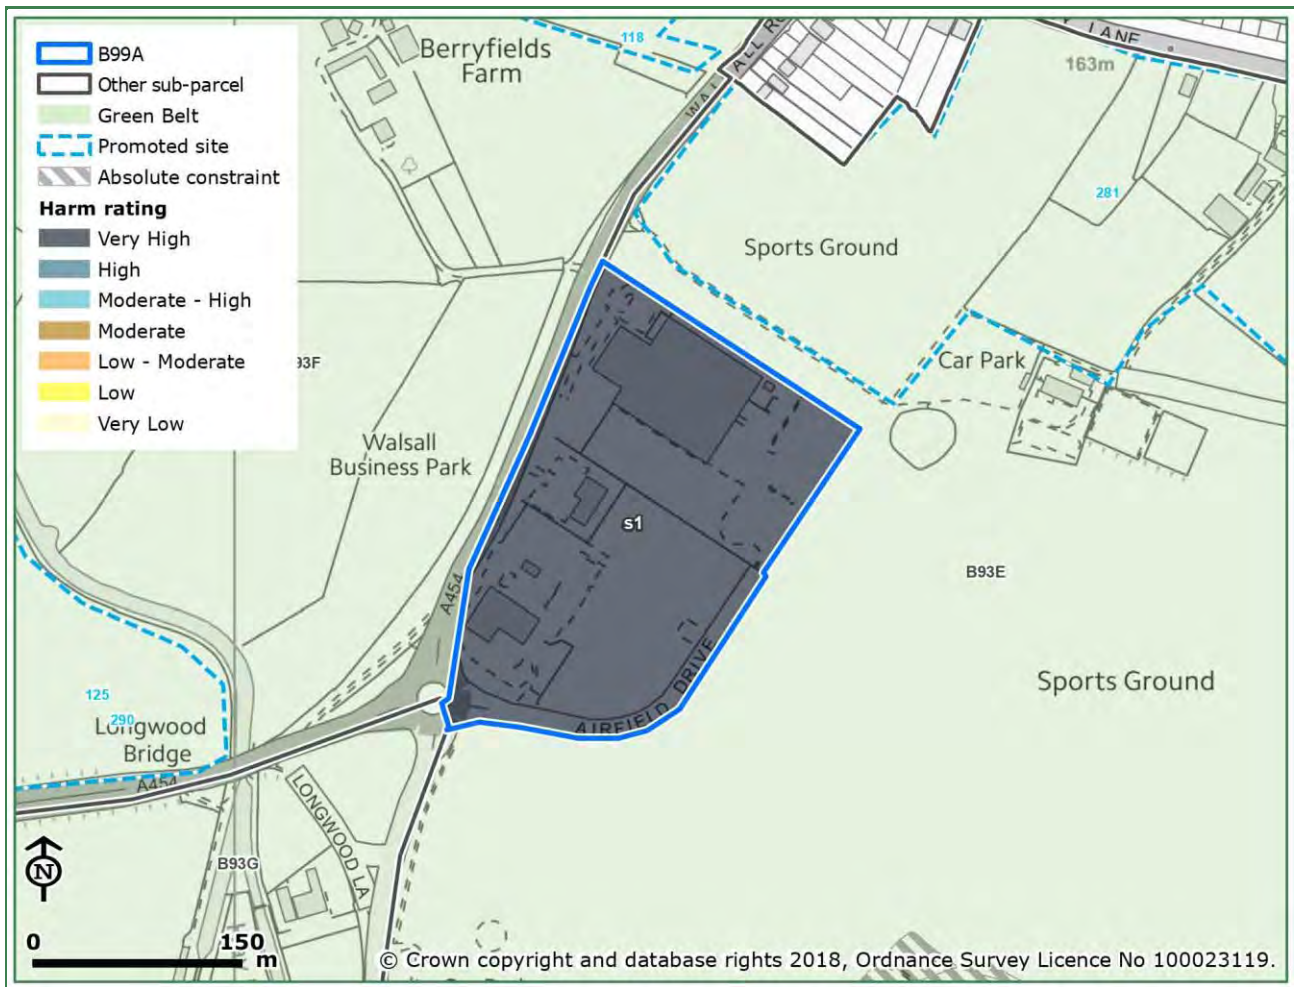 B99A
Other sub-parcel
Green Belt
Promoted site
Absolute constraint
Harm rating
Very High
High
Moderate - High
Moderate
Low - Moderate
Low
Very Low
Berryfields
Farm
118
LANE
163m
281
Sports Ground
Car Park
93F
Walsall
Business Park
s1
A454
B93E
Sports Ground
AIRFIELD DRIVE
125
290
Longwood
Bridge
A454
LONGWOOD LA
B93G
N
0 150
m
© Crown copyright and database rights 2018, Ordnance Survey Licence No 100023119.